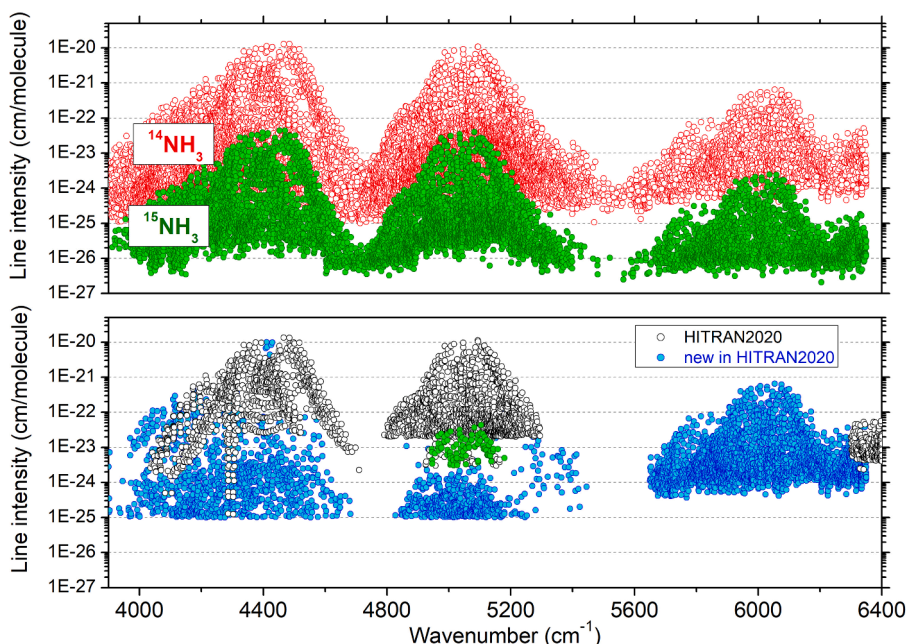 Line intensity (cm/molecule)
1E-20
1E-21
1E-22
1E-23
1E-24
1E-25
1E-26
1E-27
¹⁴NH₃
¹⁵NH₃
Line intensity (cm/molecule)
1E-20
1E-21
1E-22
1E-23
1E-24
1E-25
1E-26
1E-27
HITRAN2020
new in HITRAN2020
4000 4400 4800 5200 5600 6000 6400
Wavenumber (cm⁻¹)